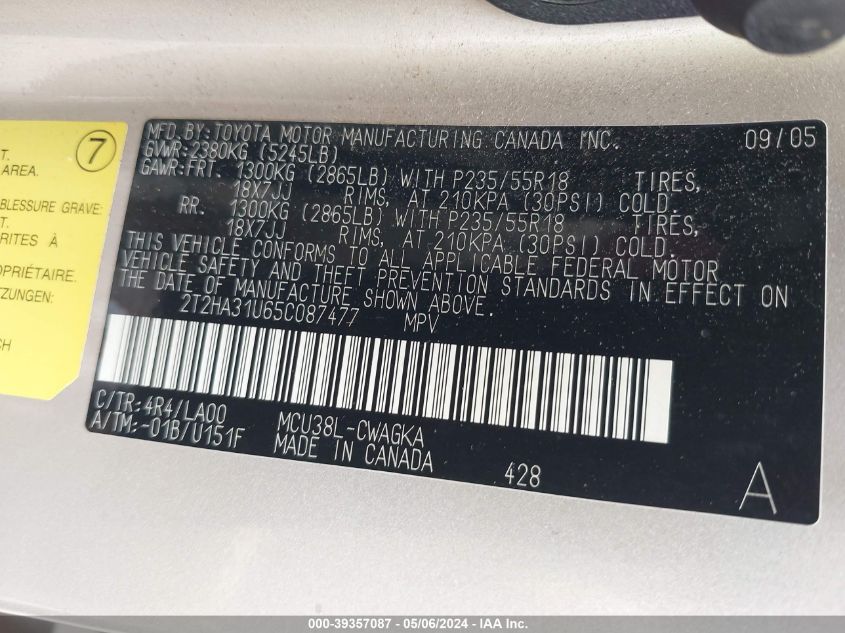 7
T.
AREA.
BLESSURE GRAVE:
T.
RITES À
OPRIÉTAIRE.
TZUNGEN:
CH
MFD. BY: TOYOTA MOTOR MANUFACTURING CANADA INC. 09/05
GVWR: 2380KG (5245LB)
GAWR: FRT. 1300KG (2865LB) WITH P235/55R18 TIRES,
18X7JJ RIMS, AT 210KPA (30PSI) COLD.
RR. 1300KG (2865LB) WITH P235/55R18 TIRES,
18X7JJ RIMS, AT 210KPA (30PSI) COLD.
THIS VEHICLE CONFORMS TO ALL APPLICABLE FEDERAL MOTOR
VEHICLE SAFETY AND THEFT PREVENTION STANDARDS IN EFFECT ON
THE DATE OF MANUFACTURE SHOWN ABOVE.
2T2HA31U65C087477 MPV
C/TR: 4R4/LA00 MCU38L-CWAGKA
A/TM: -01B/U151F MADE IN CANADA
428
A
000-39357087 - 05/06/2024 - IAA Inc.